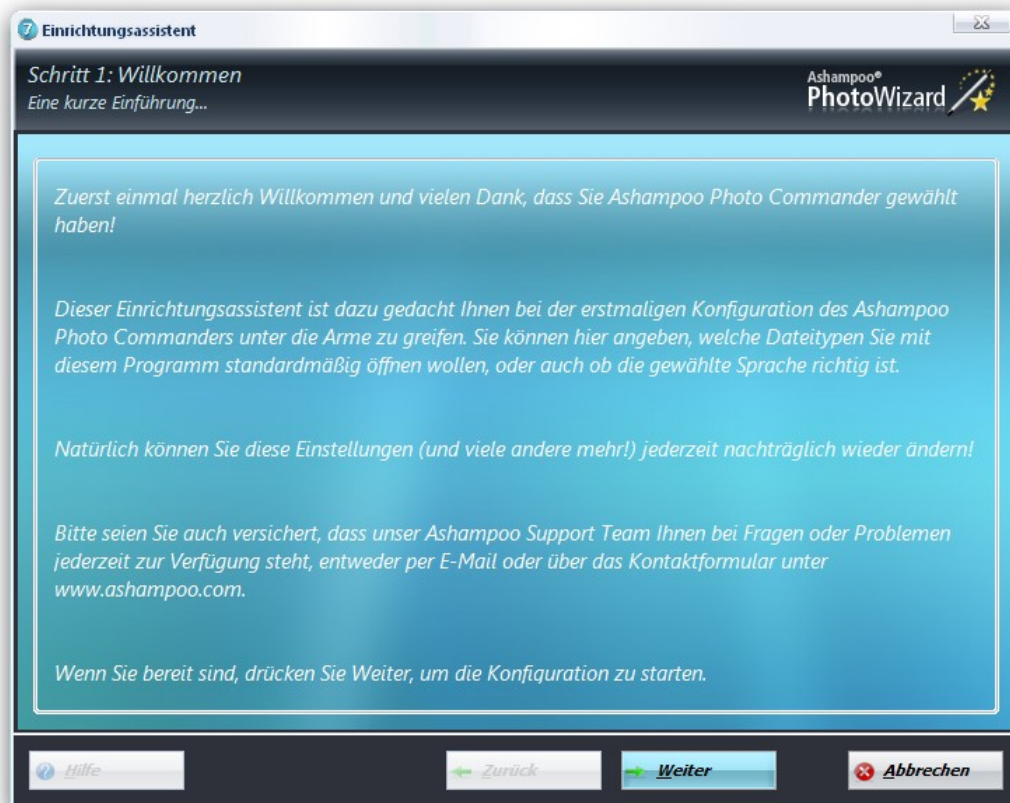 Einrichtungsassistent
Schritt 1: Willkommen
Eine kurze Einführung...
Ashampoo®
PhotoWizard
Zuerst einmal herzlich Willkommen und vielen Dank, dass Sie Ashampoo Photo Commander gewählt
haben!
Dieser Einrichtungsassistent ist dazu gedacht Ihnen bei der erstmaligen Konfiguration des Ashampoo
Photo Commanders unter die Arme zu greifen. Sie können hier angeben, welche Dateitypen Sie mit
diesem Programm standardmäßig öffnen wollen, oder auch ob die gewählte Sprache richtig ist.
Natürlich können Sie diese Einstellungen (und viele andere mehr!) jederzeit nachträglich wieder ändern!
Bitte seien Sie auch versichert, dass unser Ashampoo Support Team Ihnen bei Fragen oder Problemen
jederzeit zur Verfügung steht, entweder per E-Mail oder über das Kontaktformular unter
www.ashampoo.com.
Wenn Sie bereit sind, drücken Sie Weiter, um die Konfiguration zu starten.
Hilfe
Zurück
Weiter
Abbrechen